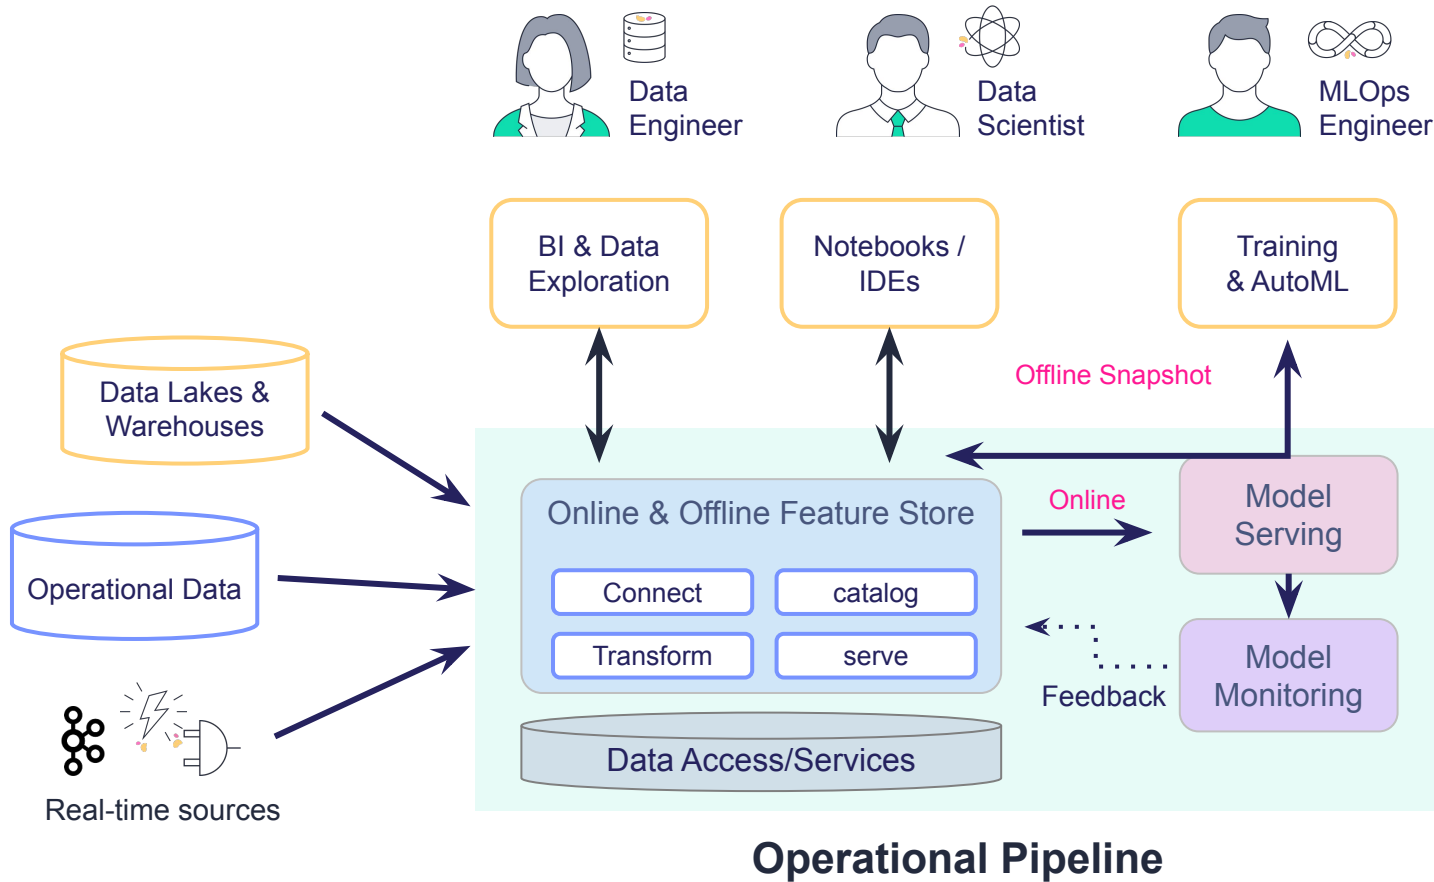 Data
Engineer
Data
Scientist
MLOps
Engineer
BI & Data
Exploration
Notebooks /
IDEs
Training
& AutoML
Offline Snapshot
Data Lakes &
Warehouses
Operational Data
Real-time sources
Online & Offline Feature Store
Connect
catalog
Transform
serve
Data Access/Services
Online
Model
Serving
Model
Monitoring
Feedback
Operational Pipeline